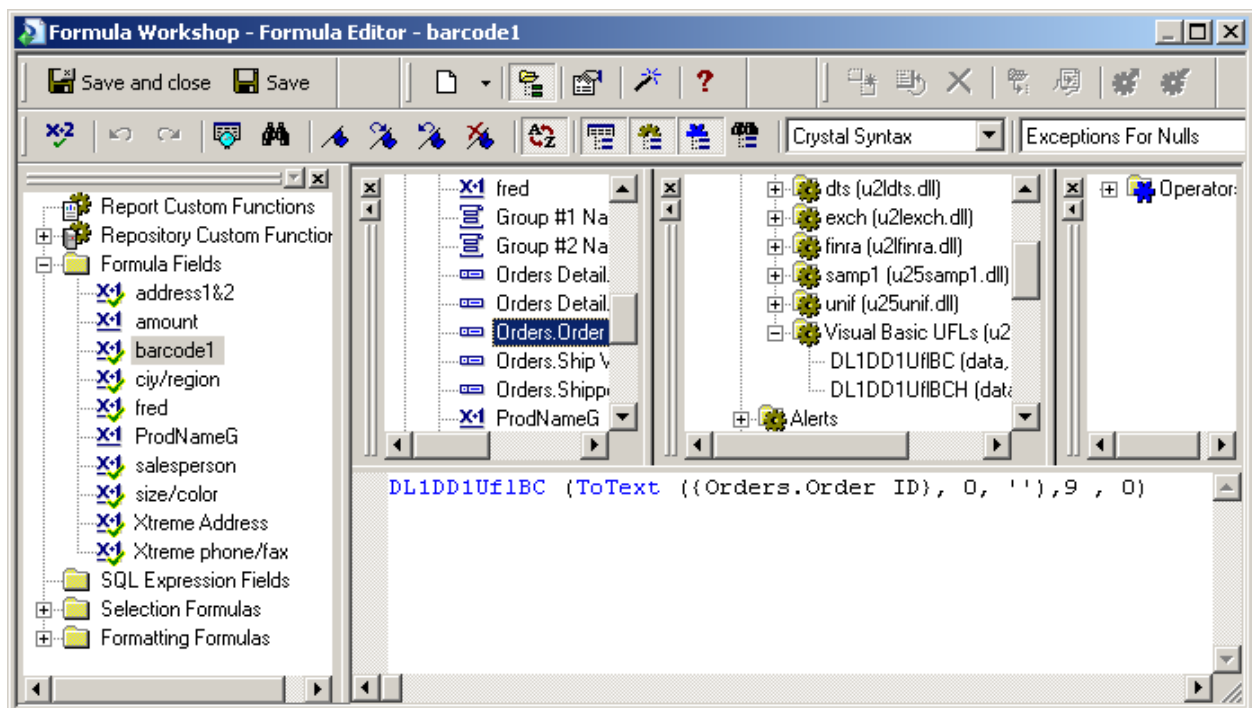 Formula Workshop - Formula Editor - barcode1
Save and close Save
Crystal Syntax Exceptions For Nulls
Report Custom Functions
Repository Custom Function
Formula Fields
address1&2
amount
barcode1
ciy/region
fred
ProdNameG
salesperson
size/color
Xtreme Address
Xtreme phone/fax
SQL Expression Fields
Selection Formulas
Formatting Formulas
fred
Group #1 Na
Group #2 Na
Orders Detail.
Orders Detail.
Orders.Order
Orders.Ship V
Orders.Shippe
ProdNameG
dts (u2ldts.dll)
exch (u2lexch.dll)
finra (u2lfinra.dll)
samp1 (u25samp1.dll)
unif (u25unif.dll)
Visual Basic UFLs (u2
DL1DD1UflBC (data,
DL1DD1UflBCH (data
Alerts
Operators
DL1DD1UflBC (ToText ({Orders.Order ID}, 0, ''),9 , 0)